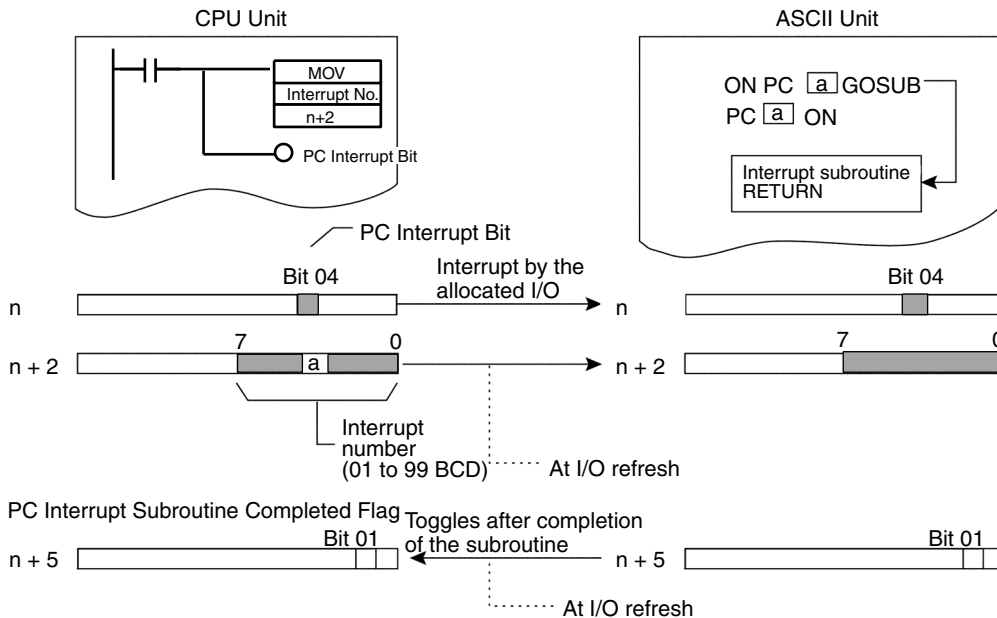 CPU Unit
ASCII Unit
MOV
Interrupt No.
n+2
PC Interrupt Bit
ON PC a GOSUB
PC a ON
Interrupt subroutine
RETURN
PC Interrupt Bit
Bit 04
Interrupt by the
allocated I/O
Bit 04
n
n
7 0
7 0
n + 2
a
n + 2
Interrupt
number
(01 to 99 BCD)
At I/O refresh
PC Interrupt Subroutine Completed Flag
Toggles after completion
of the subroutine
Bit 01
Bit 01
n + 5
n + 5
At I/O refresh